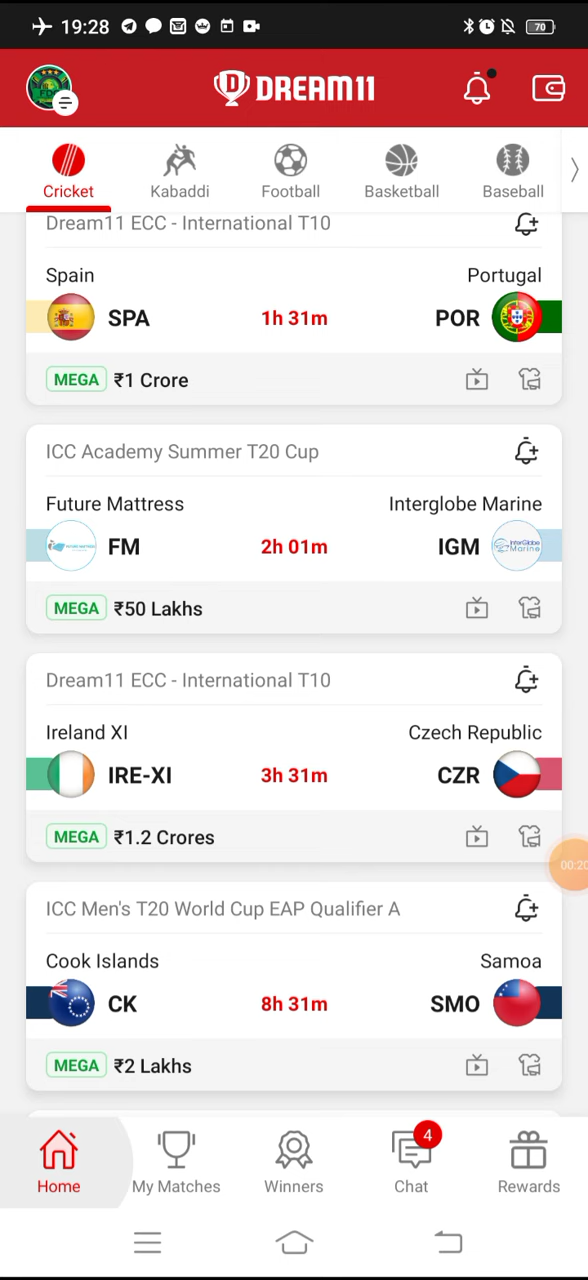 19:28
70
DREAM11
Cricket
Kabaddi
Football
Basketball
Baseball
Dream11 ECC - International T10
Spain
Portugal
SPA
1h 31m
POR
MEGA ₹1 Crore
ICC Academy Summer T20 Cup
Future Mattress
Interglobe Marine
FM
2h 01m
IGM
InterGlobe
Marine
MEGA ₹50 Lakhs
Dream11 ECC - International T10
Ireland XI
Czech Republic
IRE-XI
3h 31m
CZR
MEGA ₹1.2 Crores
00:20
ICC Men's T20 World Cup EAP Qualifier A
Cook Islands
Samoa
CK
8h 31m
SMO
MEGA ₹2 Lakhs
4
Home
My Matches
Winners
Chat
Rewards